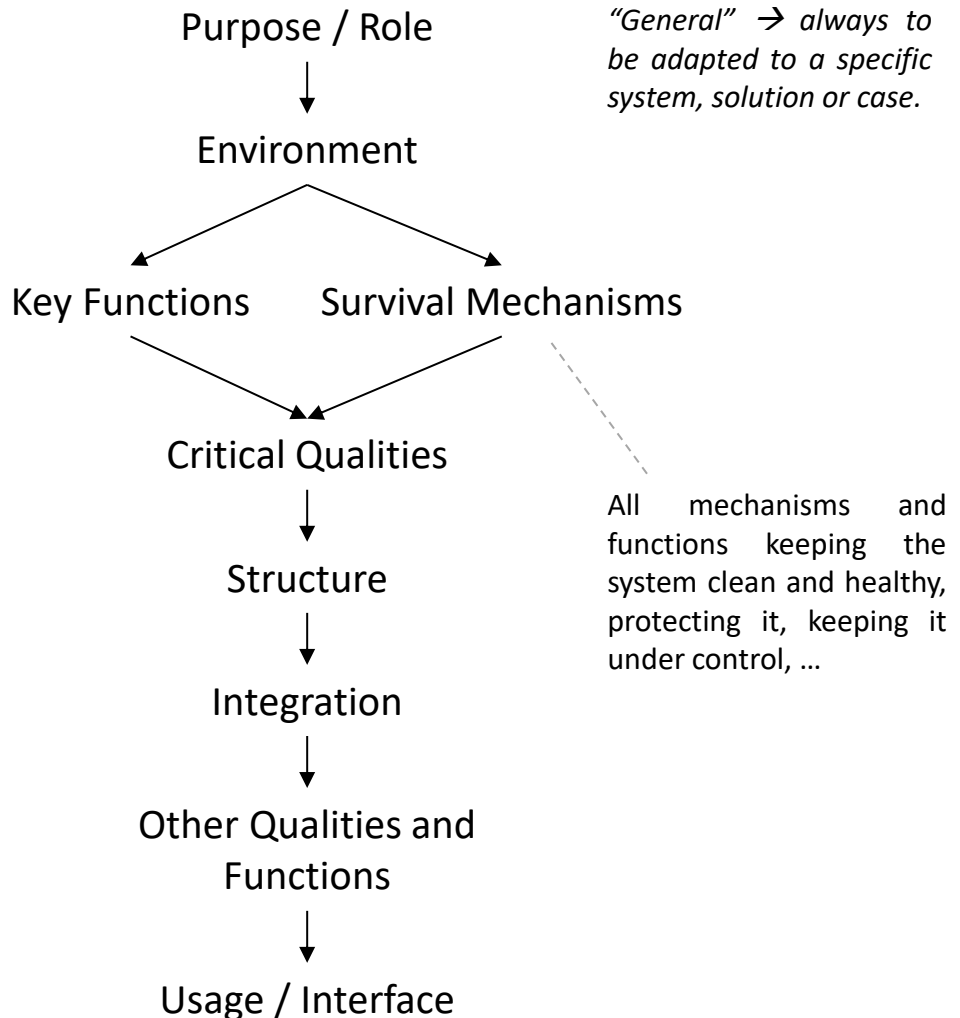 Purpose / Role
“General” → always to
be adapted to a specific
system, solution or case.
Environment
Key Functions
Survival Mechanisms
Critical Qualities
Structure
All mechanisms and
functions keeping the
system clean and healthy,
protecting it, keeping it
under control, …
Integration
Other Qualities and
Functions
Usage / Interface